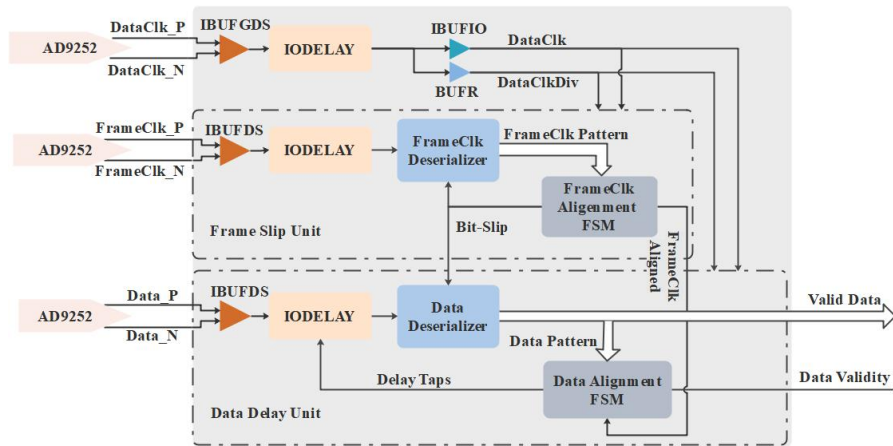 DataClk_P
IBUFGDS
IBUFIO
DataClk
AD9252
IODELAY
DataClk_N
BUFR
DataClkDiv
FrameClk_P
IBUFDS
FrameClk Pattern
AD9252
IODELAY
FrameClk
Deserializer
FrameClk_N
FrameClk
Aligenment
FSM
Bit-Slip
Frame Slip Unit
FrameClk
Aligned
Data_P
IBUFDS
Valid Data
AD9252
IODELAY
Data
Deserializer
Data_N
Data Pattern
Delay Taps
Data Alignment
FSM
Data Validity
Data Delay Unit